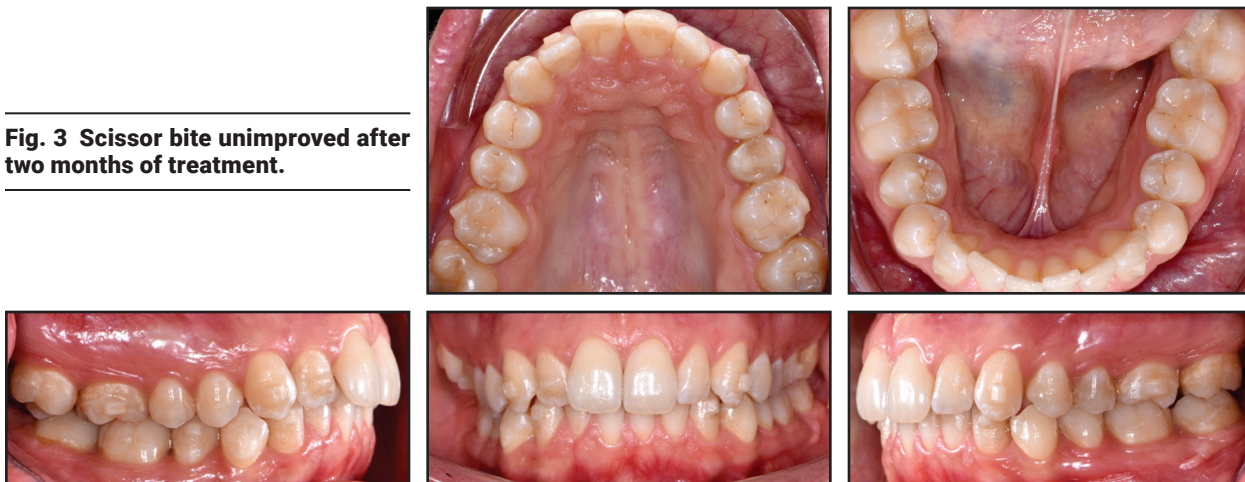 Fig. 3 Scissor bite unimproved after
two months of treatment.